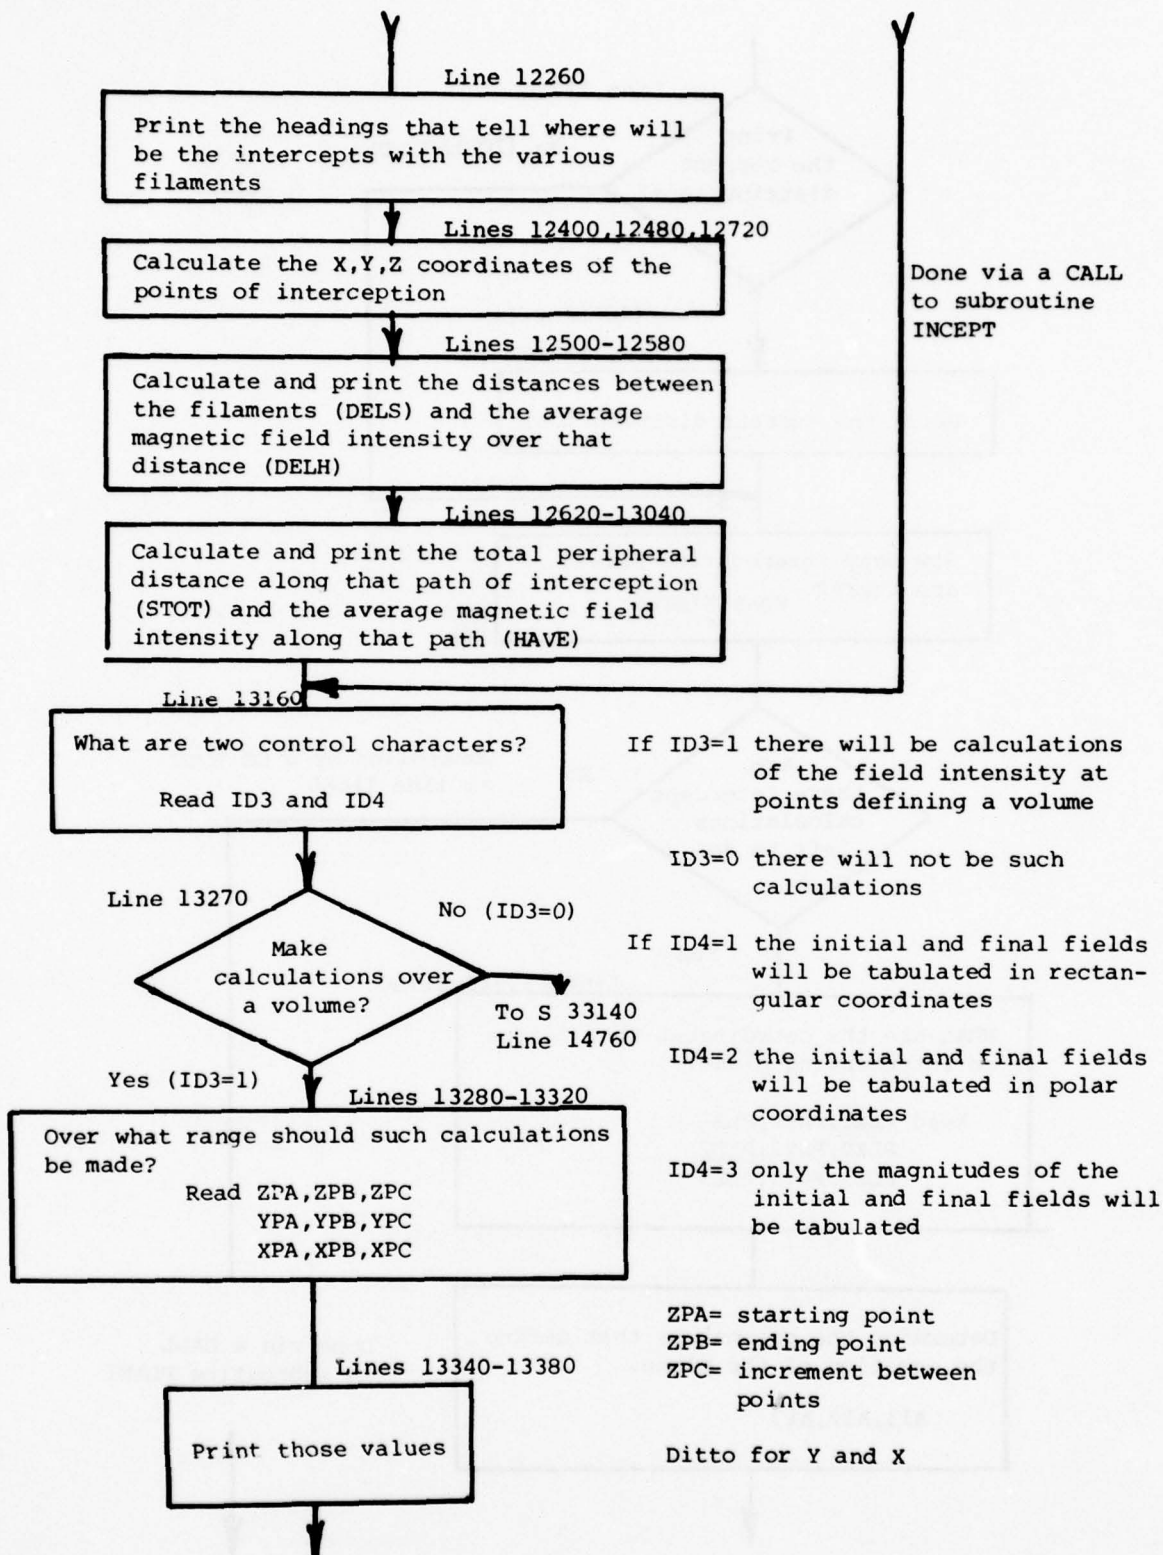 Line 12260
Print the headings that tell where will
be the intercepts with the various
filaments
Lines 12400,12480,12720
Calculate the X,Y,Z coordinates of the
points of interception
Done via a CALL
to subroutine
INCEPT
Lines 12500-12580
Calculate and print the distances between
the filaments (DELS) and the average
magnetic field intensity over that
distance (DELH)
Lines 12620-13040
Calculate and print the total peripheral
distance along that path of interception
(STOT) and the average magnetic field
intensity along that path (HAVE)
Line 13160
What are two control characters?
Read ID3 and ID4
If ID3=1 there will be calculations
of the field intensity at
points defining a volume
ID3=0 there will not be such
calculations
If ID4=1 the initial and final fields
will be tabulated in rectan-
gular coordinates
ID4=2 the initial and final fields
will be tabulated in polar
coordinates
ID4=3 only the magnitudes of the
initial and final fields will
be tabulated
Line 13270
No (ID3=0)
Make
calculations over
a volume?
To S 33140
Line 14760
Yes (ID3=1)
Lines 13280-13320
Over what range should such calculations
be made?
Read ZPA,ZPB,ZPC
YPA,YPB,YPC
XPA,XPB,XPC
ZPA= starting point
ZPB= ending point
ZPC= increment between
points
Ditto for Y and X
Lines 13340-13380
Print those values